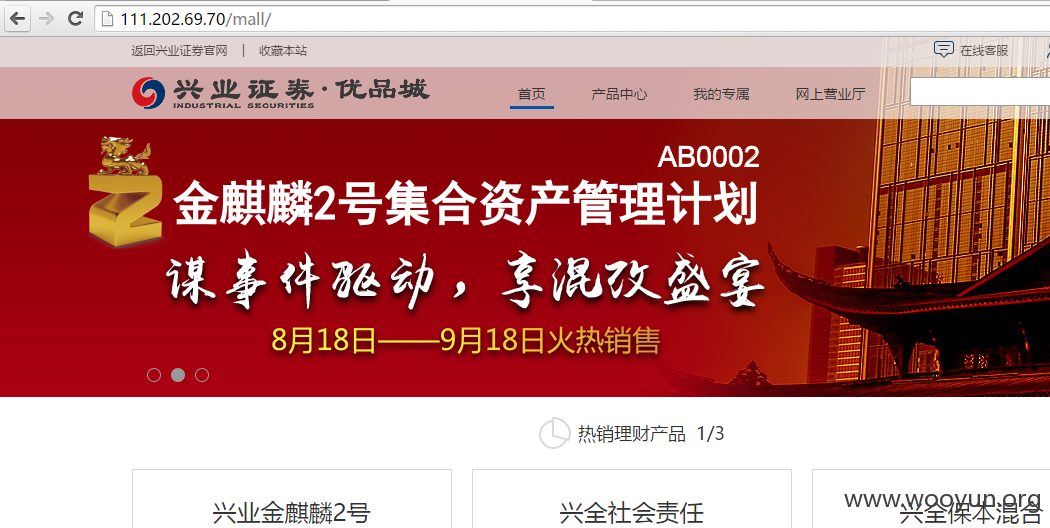 111.202.69.70/mall/
返回兴业证券官网 | 收藏本站 在线客服
兴业证券·优品城
INDUSTRIAL SECURITIES
首页 产品中心 我的专属 网上营业厅
AB0002
2
金麒麟2号集合资产管理计划
谋事件驱动，享混改盛宴
8月18日——9月18日火热销售
热销理财产品 1/3
兴业金麒麟2号 兴全社会责任 兴全保本混合
www.wooyun.org